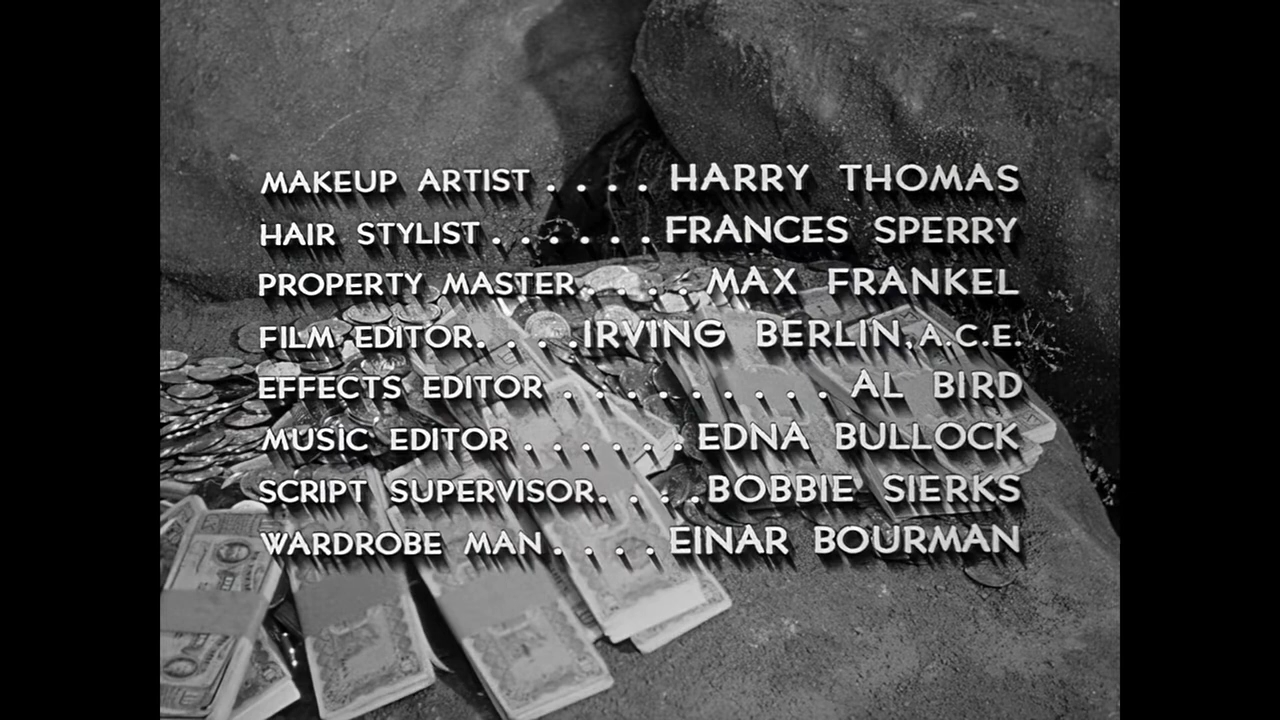 MAKEUP ARTIST . . . . HARRY THOMAS
HAIR STYLIST . . . . . . FRANCES SPERRY
PROPERTY MASTER. . . . MAX FRANKEL
FILM EDITOR. . . . IRVING BERLIN, A.C.E.
EFFECTS EDITOR . . . . . . . . . AL BIRD
MUSIC EDITOR . . . . . . EDNA BULLOCK
SCRIPT SUPERVISOR. . . . BOBBIE SIERKS
WARDROBE MAN . . . . EINAR BOURMAN